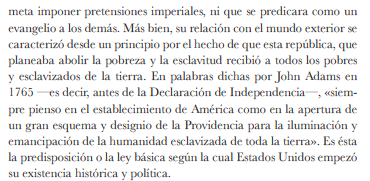 meta imponer pretensiones imperiales, ni que se predicara como un
evangelio a los demás. Más bien, su relación con el mundo exterior se
caracterizó desde un principio por el hecho de que esta república, que
planeaba abolir la pobreza y la esclavitud recibió a todos los pobres
y esclavizados de la tierra. En palabras dichas por John Adams en
1765 —es decir, antes de la Declaración de Independencia—, «siem-
pre pienso en el establecimiento de América como en la apertura de
un gran esquema y designio de la Providencia para la iluminación y
emancipación de la humanidad esclavizada de toda la tierra». Es ésta
la predisposición o la ley básica según la cual Estados Unidos empezó
su existencia histórica y política.